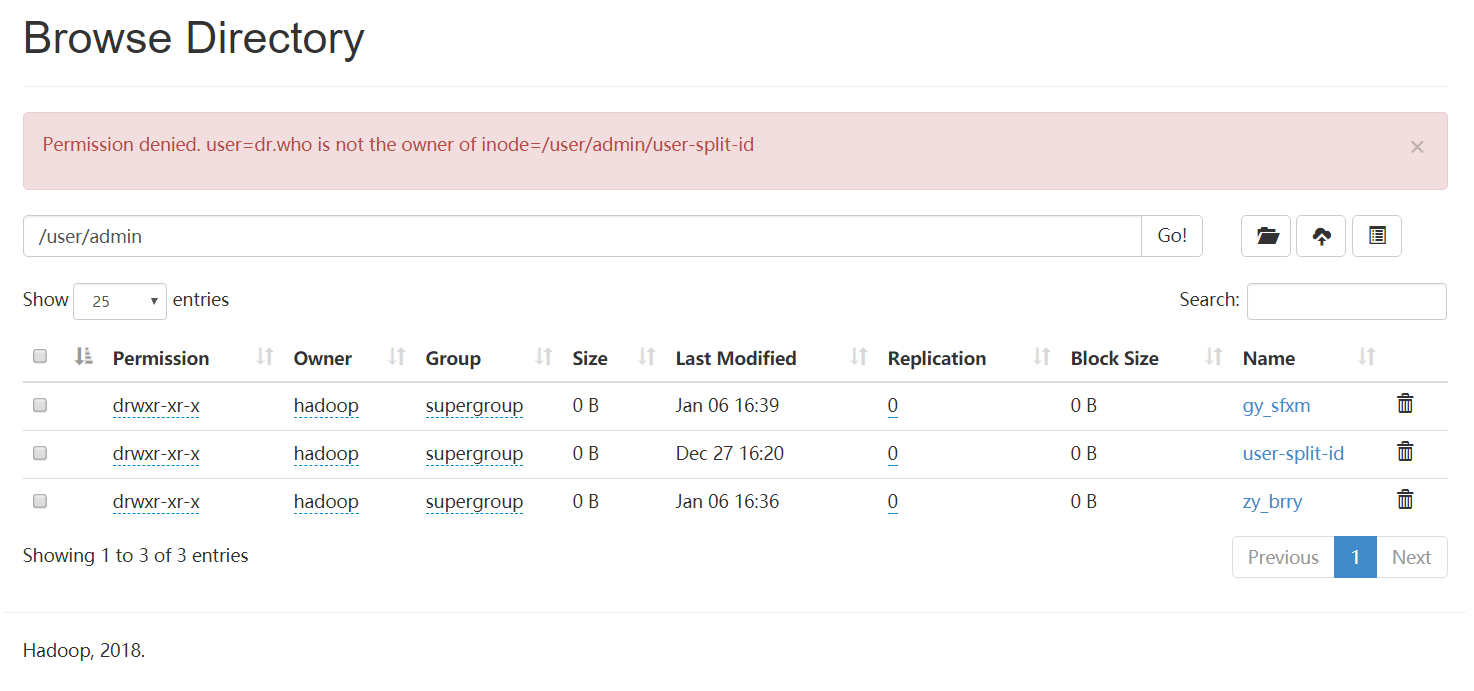 Browse Directory
Permission denied. user=dr.who is not the owner of inode=/user/admin/user-split-id ×
/user/admin Go!
Show 25 entries Search:
Permission Owner Group Size Last Modified Replication Block Size Name
drwxr-xr-x hadoop supergroup 0 B Jan 06 16:39 0 0 B gy_sfxm
drwxr-xr-x hadoop supergroup 0 B Dec 27 16:20 0 0 B user-split-id
drwxr-xr-x hadoop supergroup 0 B Jan 06 16:36 0 0 B zy_brry
Showing 1 to 3 of 3 entries Previous 1 Next
Hadoop, 2018.